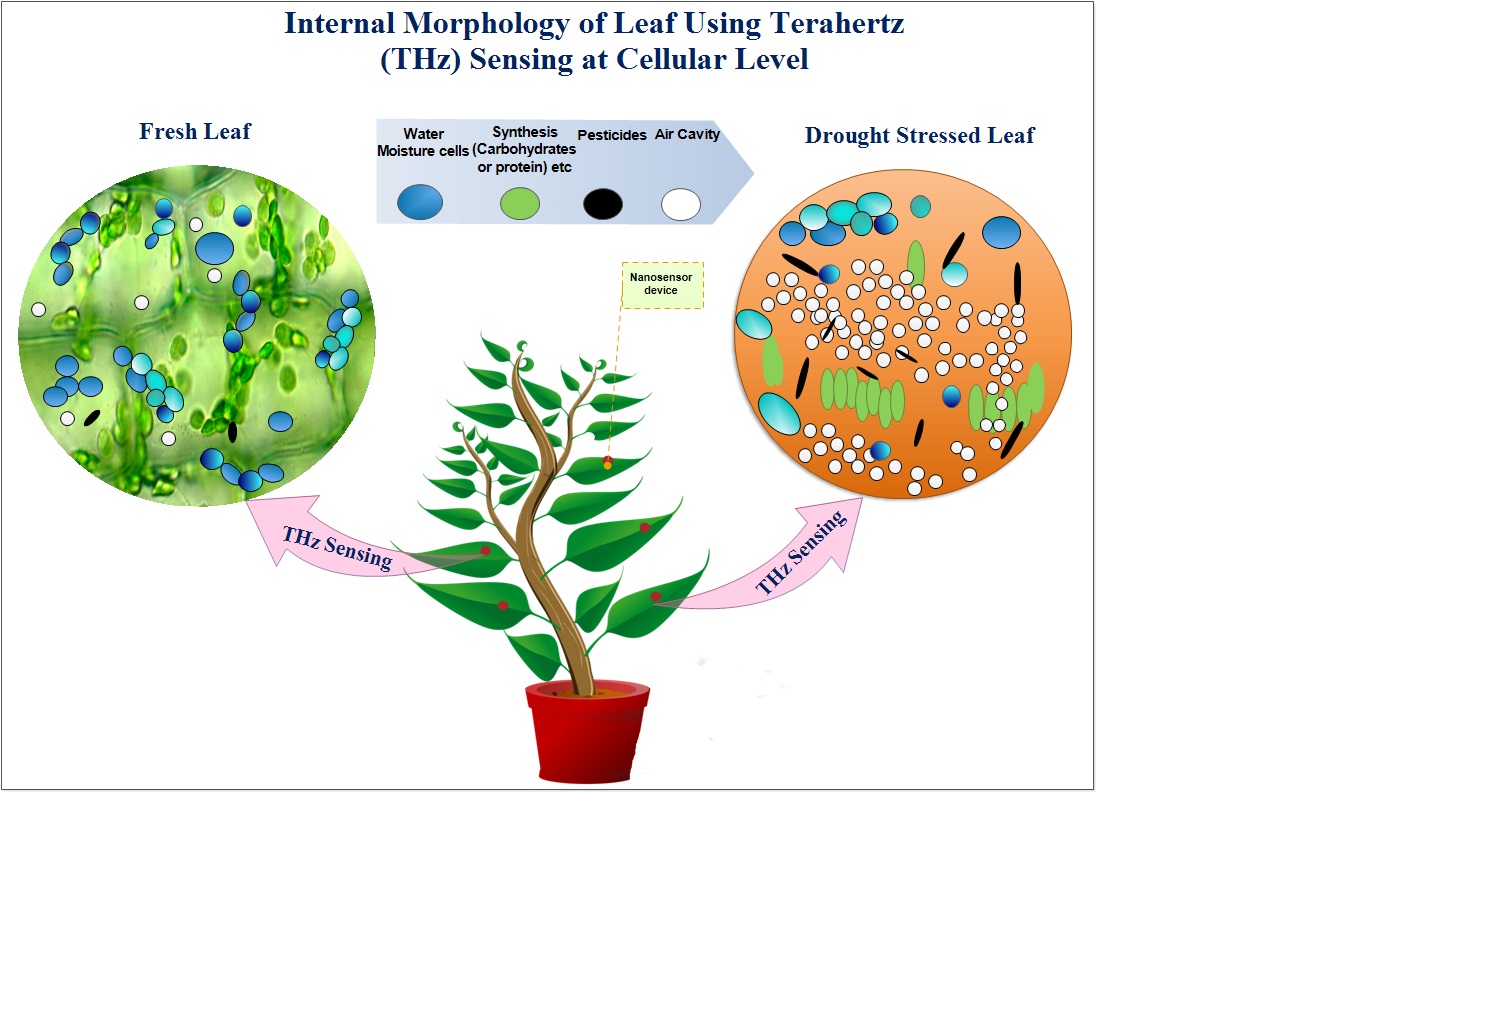 Internal Morphology of Leaf Using Terahertz
(THz) Sensing at Cellular Level
Fresh Leaf
Water
Moisture cells
Synthesis
(Carbohydrates
or protein) etc
Pesticides
Air Cavity
Drought Stressed Leaf
Nanosensor
device
THz Sensing
THz Sensing